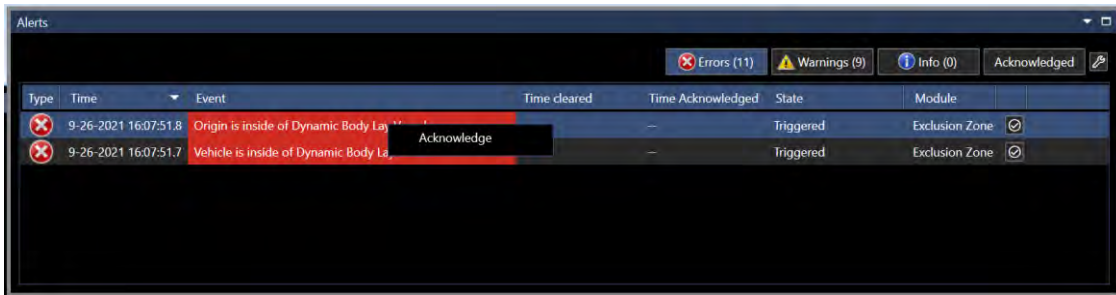 Alerts
Errors (11) Warnings (9) Info (0) Acknowledged
Type Time Event Time cleared Time Acknowledged State Module
9-26-2021 16:07:51.8 Origin is inside of Dynamic Body Lay — Triggered Exclusion Zone
Acknowledge
9-26-2021 16:07:51.7 Vehicle is inside of Dynamic Body — Triggered Exclusion Zone